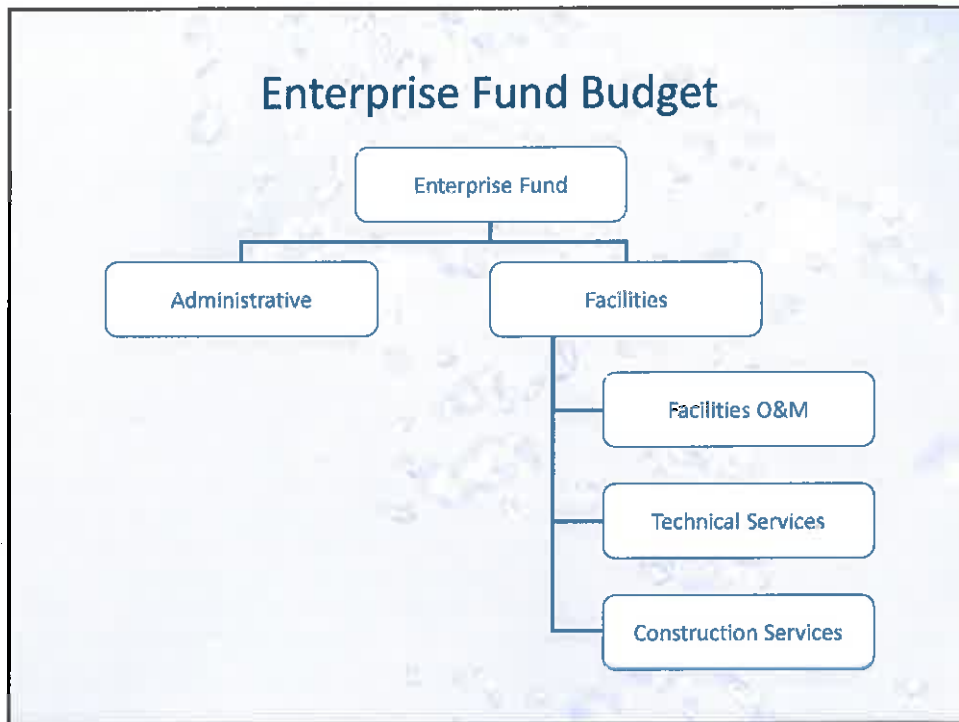 Enterprise Fund Budget
Enterprise Fund
Administrative
Facilities
Facilities O&M
Technical Services
Construction Services